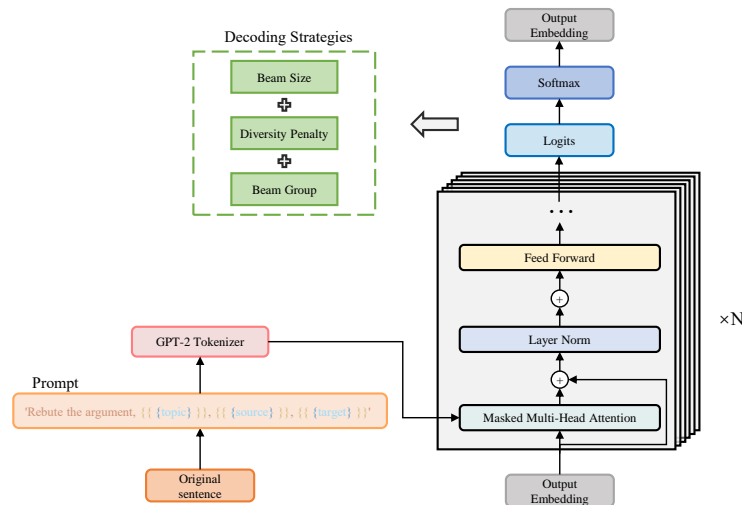 Decoding Strategies
Beam Size
Diversity Penalty
Beam Group
Output
Embedding
Softmax
Logits
...
Feed Forward
+
Layer Norm
+
Masked Multi-Head Attention
×N
Output
Embedding
GPT-2 Tokenizer
Prompt
'Rebute the argument, {{ {topic} }}, {{ {source} }}, {{ {target} }}'
Original
sentence